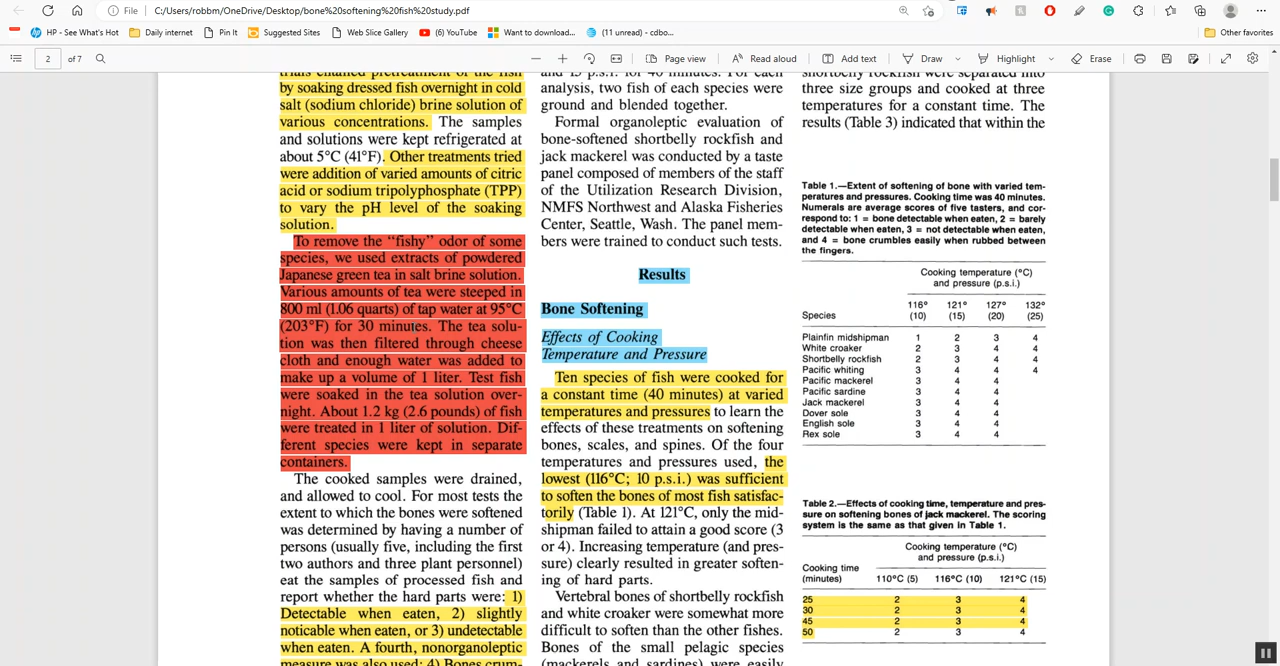 File
C:/Users/robbm/OneDrive/Desktop/bone%20softening%20fish%20study.pdf
HP - See What's Hot
Daily internet
Pin It
Suggested Sites
Web Slice Gallery
(6) YouTube
Want to download...
(11 unread) - cdbo...
Other favorites
2
of 7
Page view
Read aloud
Add text
Draw
Highlight
Erase
trials entailed pretreatment of the fish
by soaking dressed fish overnight in cold
salt (sodium chloride) brine solution of
various concentrations. The samples
and solutions were kept refrigerated at
about 5°C (41°F). Other treatments tried
were addition of varied amounts of citric
acid or sodium tripolyphosphate (TPP)
to vary the pH level of the soaking
solution.
To remove the "fishy" odor of some
species, we used extracts of powdered
Japanese green tea in salt brine solution.
Various amounts of tea were steeped in
800 ml (1.06 quarts) of tap water at 95°C
(203°F) for 30 minutes. The tea solu-
tion was then filtered through cheese
cloth and enough water was added to
make up a volume of 1 liter. Test fish
were soaked in the tea solution over-
night. About 1.2 kg (2.6 pounds) of fish
were treated in 1 liter of solution. Dif-
ferent species were kept in separate
containers.
The cooked samples were drained,
and allowed to cool. For most tests the
extent to which the bones were softened
was determined by having a number of
persons (usually five, including the first
two authors and three plant personnel)
eat the samples of processed fish and
report whether the hard parts were: 1)
Detectable when eaten, 2) slightly
noticable when eaten, or 3) undetectable
when eaten. A fourth, nonorganoleptic
measure was also used: 4) Bones crum-
and 15 p.s.i. for 40 minutes. For each
analysis, two fish of each species were
ground and blended together.
Formal organoleptic evaluation of
bone-softened shortbelly rockfish and
jack mackerel was conducted by a taste
panel composed of members of the staff
of the Utilization Research Division,
NMFS Northwest and Alaska Fisheries
Center, Seattle, Wash. The panel mem-
bers were trained to conduct such tests.
Results
Bone Softening
Effects of Cooking
Temperature and Pressure
Ten species of fish were cooked for
a constant time (40 minutes) at varied
temperatures and pressures to learn the
effects of these treatments on softening
bones, scales, and spines. Of the four
temperatures and pressures used, the
lowest (116°C; 10 p.s.i.) was sufficient
to soften the bones of most fish satisfac-
torily (Table 1). At 121°C, only the mid-
shipman failed to attain a good score (3
or 4). Increasing temperature (and pres-
sure) clearly resulted in greater soften-
ing of hard parts.
Vertebral bones of shortbelly rockfish
and white croaker were somewhat more
difficult to soften than the other fishes.
Bones of the small pelagic species
(mackerels and sardines) were easily
shortbelly rockfish were separated into
three size groups and cooked at three
temperatures for a constant time. The
results (Table 3) indicated that within the
Table 1.—Extent of softening of bone with varied tem-
peratures and pressures. Cooking time was 40 minutes.
Numerals are average scores of five tasters, and cor-
respond to: 1 = bone detectable when eaten, 2 = barely
detectable when eaten, 3 = not detectable when eaten,
and 4 = bone crumbles easily when rubbed between
the fingers.
Cooking temperature (°C)
and pressure (p.s.i.)
116° 121° 127° 132°
Species (10) (15) (20) (25)
Plainfin midshipman 1 2 3 4
White croaker 2 3 4 4
Shortbelly rockfish 2 3 4 4
Pacific whiting 3 4 4 4
Pacific mackerel 3 4 4
Pacific sardine 3 4 4
Jack mackerel 3 4 4
Dover sole 3 4 4
English sole 3 4 4
Rex sole 3 4 4
Table 2.—Effects of cooking time, temperature and pres-
sure on softening bones of jack mackerel. The scoring
system is the same as that given in Table 1.
Cooking temperature (°C)
and pressure (p.s.i.)
Cooking time
(minutes) 110°C (5) 116°C (10) 121°C (15)
25 2 3 4
30 2 3 4
45 2 3 4
50 2 3 4